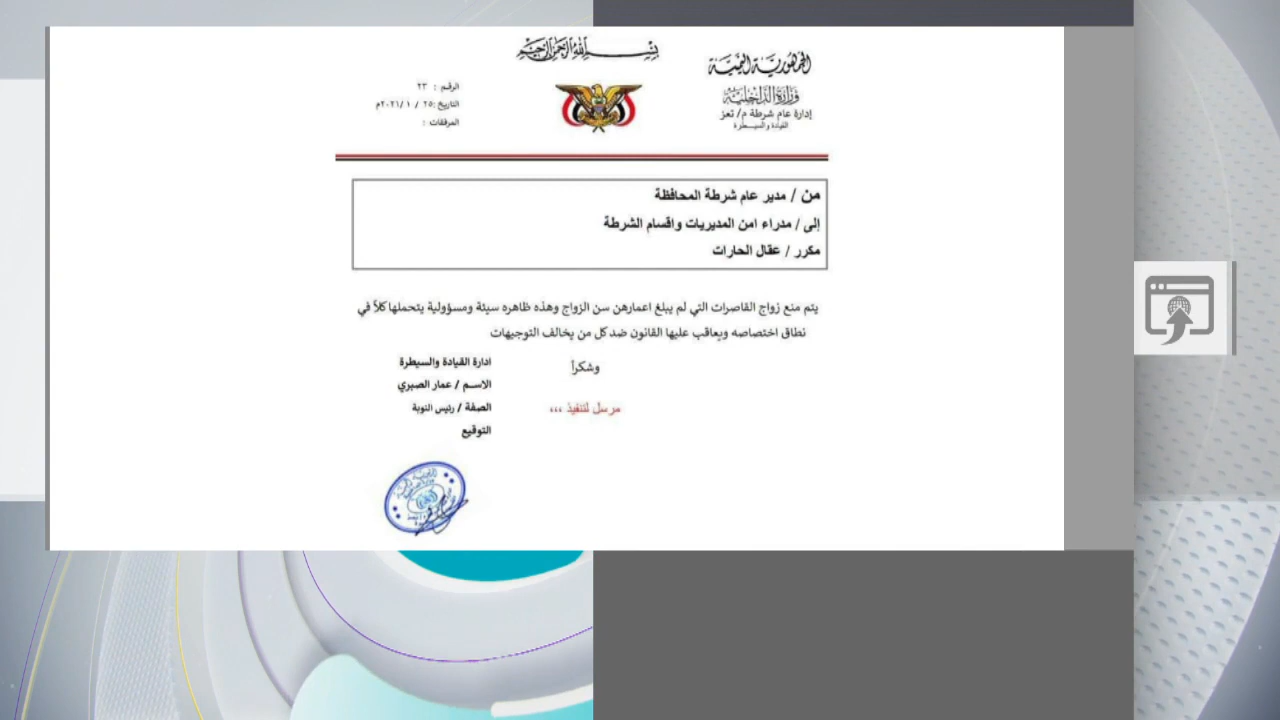 بسم الله الرحمن الرحيم
الجمهورية اليمنية
وزارة الداخلية
إدارة عام شرطة م/ تعز
القيادة والسيطرة
الرقم : ٢٣
التاريخ :٢٥ / ١ /٢٠٢١م
المرفقات :
من / مدير عام شرطة المحافظة
إلى / مدراء امن المديريات واقسام الشرطة
مكرر / عقال الحارات
يتم منع زواج القاصرات التي لم يبلغ اعمارهن سن الزواج وهذه ظاهره سيئة ومسؤولية يتحملها كلاً في
نطاق اختصاصه ويعاقب عليها القانون ضد كل من يخالف التوجيهات
وشكراً
مرسل لتنفيذ ،،،
ادارة القيادة والسيطرة
الاسم / عمار الصبري
الصفة / رئيس النوبة
التوقيع